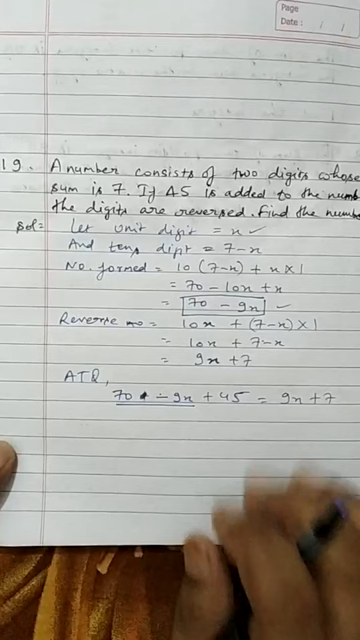 Page
Date : / /
19. A number consists of two digits whose
sum is 7. If 45 is added to the numb
the digits are reversed. Find the numbe
Sol= Let unit digit = x ✓
And tens digit = 7-x
No. formed = 10 (7-x) + x × 1
= 70 - 10x + x
= 70 - 9x ✓
Reverse no = 10x + (7-x) × 1
= 10x + 7-x
= 9x + 7
ATQ,
70 - 9x + 45 = 9x + 7